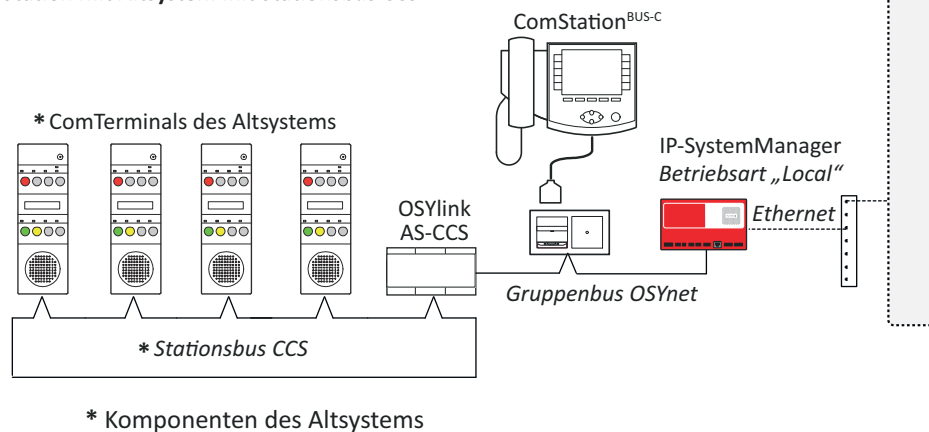 ComStation BUS-C
* ComTerminals des Altsystems
IP-SystemManager
Betriebsart „Local“
OSYlink
AS-CCS
Ethernet
Gruppenbus OSYnet
* Stationsbus CCS
* Komponenten des Altsystems